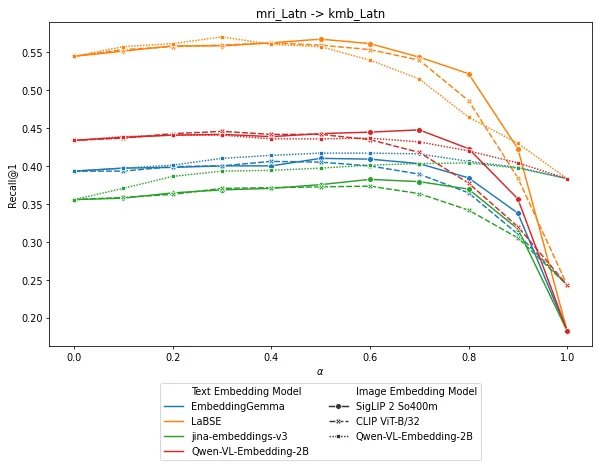 mri_Latn -> kmb_Latn
Recall@1
0.55
0.50
0.45
0.40
0.35
0.30
0.25
0.20
0.0
0.2
0.4
0.6
0.8
1.0
α
Text Embedding Model
EmbeddingGemma
LaBSE
jina-embeddings-v3
Qwen-VL-Embedding-2B
Image Embedding Model
SigLIP 2 So400m
CLIP ViT-B/32
Qwen-VL-Embedding-2B